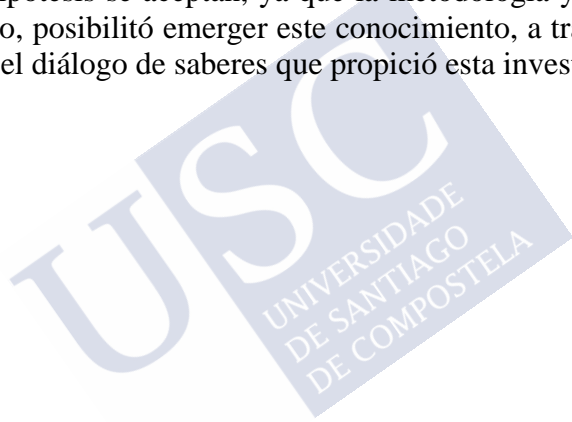 pótesis se aceptan, ya que la metodología y
o, posibilitó emerger este conocimiento, a tra
el diálogo de saberes que propició esta invest
USC
UNIVERSIDADE
DE SANTIAGO
DE COMPOSTELA